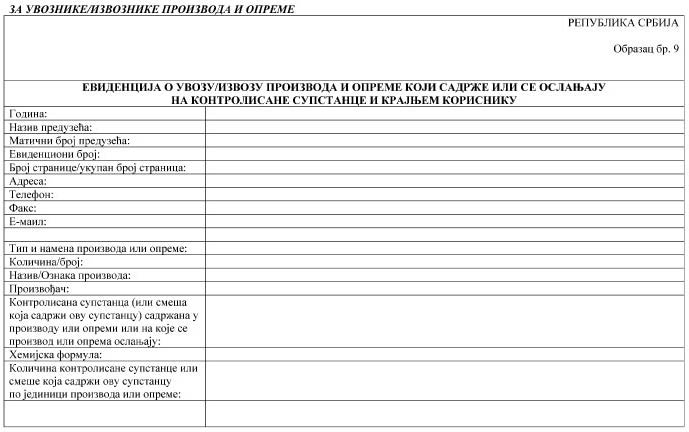 ЗА УВОЗНИКЕ/ИЗВОЗНИКЕ ПРОИЗВОДА И ОПРЕМЕ
РЕПУБЛИКА СРБИЈА
Образац бр. 9
ЕВИДЕНЦИЈА О УВОЗУ/ИЗВОЗУ ПРОИЗВОДА И ОПРЕМЕ КОЈИ САДРЖЕ ИЛИ СЕ ОСЛАЊАЈУ
НА КОНТРОЛИСАНЕ СУПСТАНЦЕ И КРАЈЊЕМ КОРИСНИКУ
Година:
Назив предузећа:
Матични број предузећа:
Евиденциони број:
Број странице/укупан број страница:
Адреса:
Телефон:
Факс:
Е-маил:
Тип и намена производа или опреме:
Количина/број:
Назив/Ознака производа:
Произвођач:
Контролисана супстанца (или смеша
која садржи ову супстанцу) садржана у
производу или опреми или на које се
производ или опрема ослањају:
Хемијска формула:
Количина контролисане супстанце или
смеше која садржи ову супстанцу
по јединици производа или опреме: